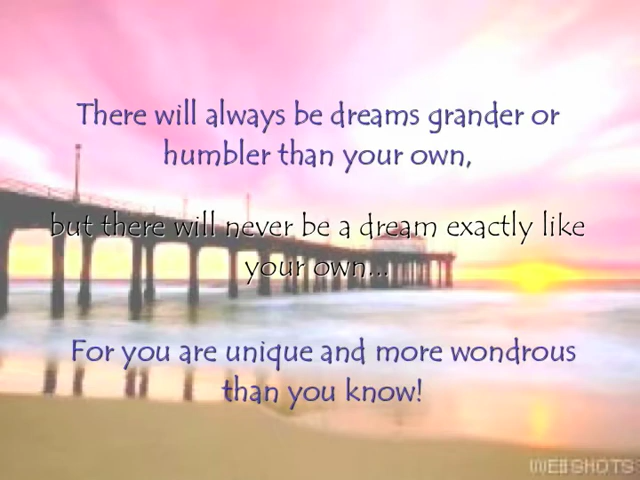 There will always be dreams grander or
humbler than your own,
but there will never be a dream exactly like
your own...
For you are unique and more wondrous
than you know!
WEBSHOTS